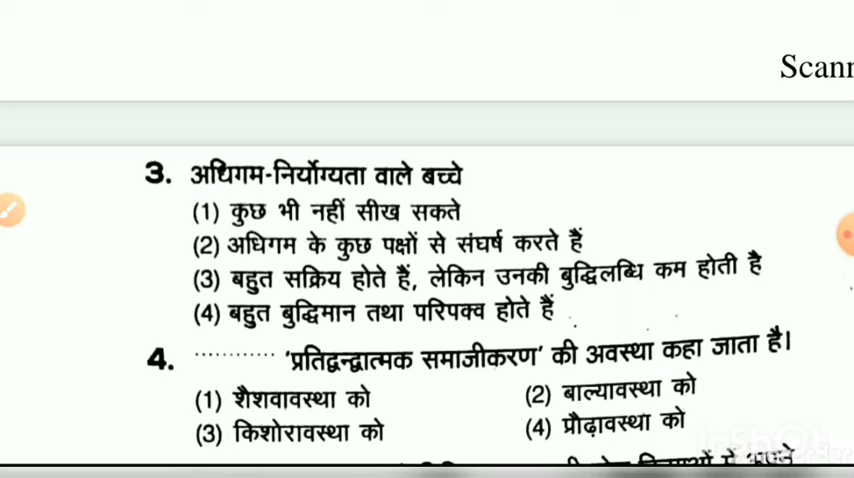 Scann
3. अधिगम-निर्योग्यता वाले बच्चे
(1) कुछ भी नहीं सीख सकते
(2) अधिगम के कुछ पक्षों से संघर्ष करते हैं
(3) बहुत सक्रिय होते हैं, लेकिन उनकी बुद्धिलब्धि कम होती है
(4) बहुत बुद्धिमान तथा परिपक्व होते हैं
4. ............ 'प्रतिद्वन्द्वात्मक समाजीकरण' की अवस्था कहा जाता है।
(1) शैशवावस्था को (2) बाल्यावस्था को
(3) किशोरावस्था को (4) प्रौढ़ावस्था को